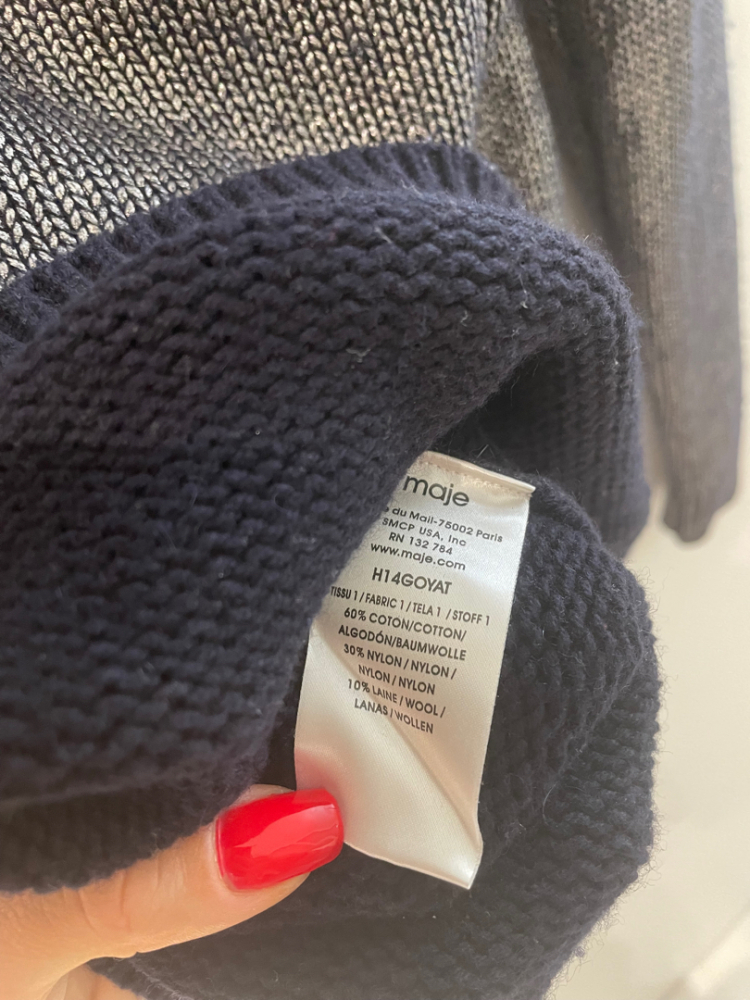 maje
du Mail-75002 Paris
SMCP USA, Inc
RN 132 784
www.maje.com
H14GOYAT
TISSU 1 / FABRIC 1 / TELA 1 / STOFF 1
60% COTON/COTTON/
ALGODÓN/BAUMWOLLE
30% NYLON / NYLON /
NYLON / NYLON
10% LAINE / WOOL /
LANAS / WOLLEN